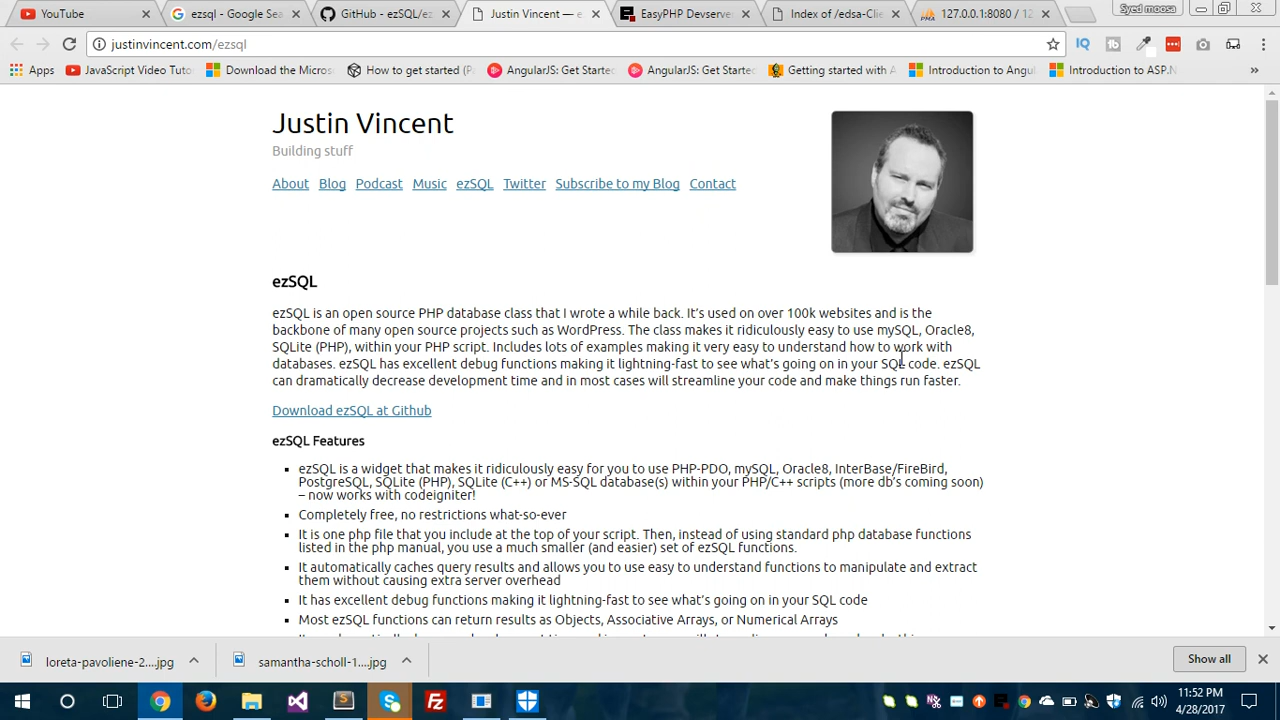 YouTube
ezsql - Google Sea
GitHub - ezSQL/ez
Justin Vincent — e
EasyPHP Devserve
Index of /edsa-Clie
127.0.0.1:8080 / 12
Syed moosa
justinvincent.com/ezsql
Apps
JavaScript Video Tuto
Download the Micros
How to get started (P
AngularJS: Get Starte
AngularJS: Get Starte
Getting started with A
Introduction to Angu
Introduction to ASP.N
»
Justin Vincent
Building stuff
About Blog Podcast Music ezSQL Twitter Subscribe to my Blog Contact
ezSQL
ezSQL is an open source PHP database class that I wrote a while back. It’s used on over 100k websites and is the
backbone of many open source projects such as WordPress. The class makes it ridiculously easy to use mySQL, Oracle8,
SQLite (PHP), within your PHP script. Includes lots of examples making it very easy to understand how to work with
databases. ezSQL has excellent debug functions making it lightning-fast to see what’s going on in your SQL code. ezSQL
can dramatically decrease development time and in most cases will streamline your code and make things run faster.
Download ezSQL at Github
ezSQL Features
ezSQL is a widget that makes it ridiculously easy for you to use PHP-PDO, mySQL, Oracle8, InterBase/FireBird,
PostgreSQL, SQLite (PHP), SQLite (C++) or MS-SQL database(s) within your PHP/C++ scripts (more db’s coming soon)
– now works with codeigniter!
Completely free, no restrictions what-so-ever
It is one php file that you include at the top of your script. Then, instead of using standard php database functions
listed in the php manual, you use a much smaller (and easier) set of ezSQL functions.
It automatically caches query results and allows you to use easy to understand functions to manipulate and extract
them without causing extra server overhead
It has excellent debug functions making it lightning-fast to see what’s going on in your SQL code
Most ezSQL functions can return results as Objects, Associative Arrays, or Numerical Arrays
loreta-pavoliene-2....jpg
samantha-scholl-1....jpg
Show all
11:52 PM
4/28/2017